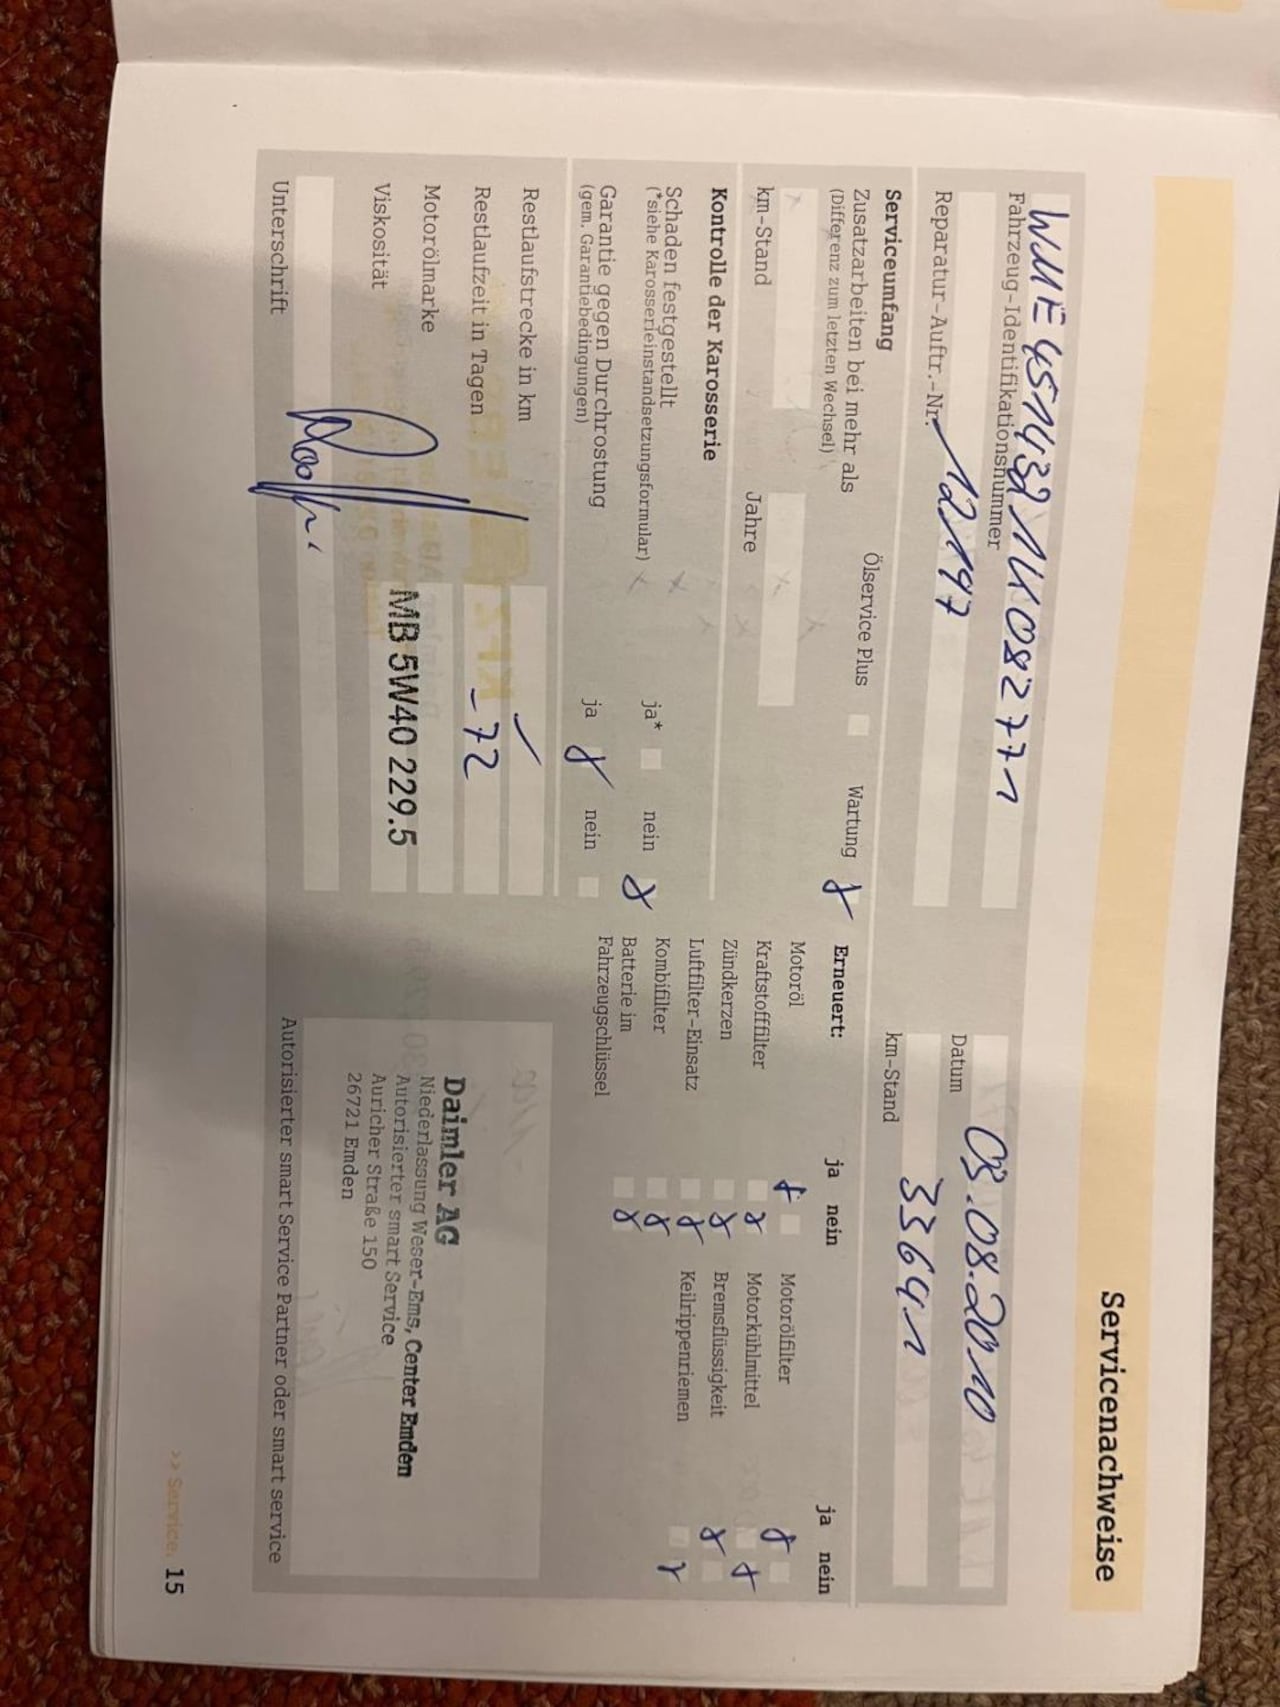 Servicenachweise
WME4514321K082771
Fahrzeug-Identifikationsnummer
Reparatur-Auftr.-Nr. 12197
Datum 03.08.2010
km-Stand 33641
Serviceumfang
Ölservice Plus
Wartung x
Zusatzarbeiten bei mehr als
(Differenz zum letzten Wechsel)
km-Stand
Jahre
Kontrolle der Karosserie
Schaden festgestellt
(*siehe Karosserieinstandsetzungsformular)
ja* nein x
Garantie gegen Durchrostung
(gem. Garantiebedingungen)
ja x nein
Restlaufstrecke in km –
Restlaufzeit in Tagen -72
Motorölmarke
Viskosität MB 5W40 229.5
Unterschrift
Erneuert: ja nein
Motoröl x
Kraftstofffilter x
Zündkerzen x
Luftfilter-Einsatz x
Kombifilter x
Batterie im
Fahrzeugschlüssel x
ja nein
Motorölfilter x
Motorkühlmittel x
Bremsflüssigkeit x
Keilrippenriemen x
Daimler AG
Niederlassung Weser-Ems, Center Emden
Autorisierter smart Service
Auricher Straße 150
26721 Emden
Autorisierter smart Service Partner oder smart service
>> Service. 15